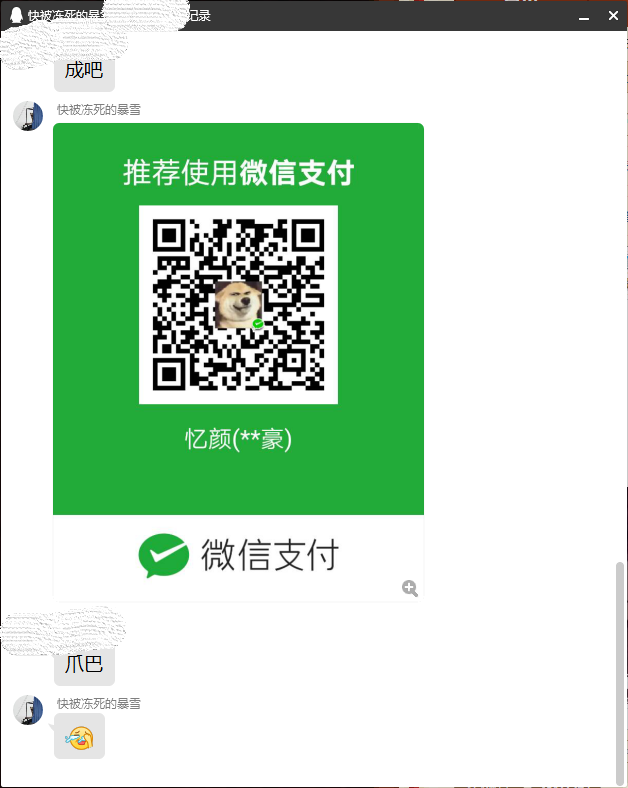 快被冻死的暴
记录
成吧
快被冻死的暴雪
推荐使用微信支付
忆颜(**豪)
微信支付
爪巴
快被冻死的暴雪